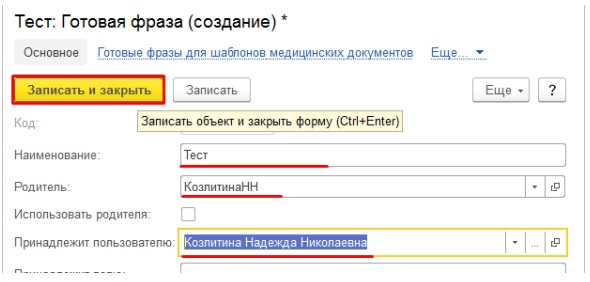 Тест: Готовая фраза (создание) *
Основное Готовые фразы для шаблонов медицинских документов Еще...
Записать и закрыть Записать Еще ?
Код: Записать объект и закрыть форму (Ctrl+Enter)
Наименование: Тест
Родитель: КозлитинаНН
Использовать родителя:
Принадлежит пользователю: Козлитина Надежда Николаевна ...